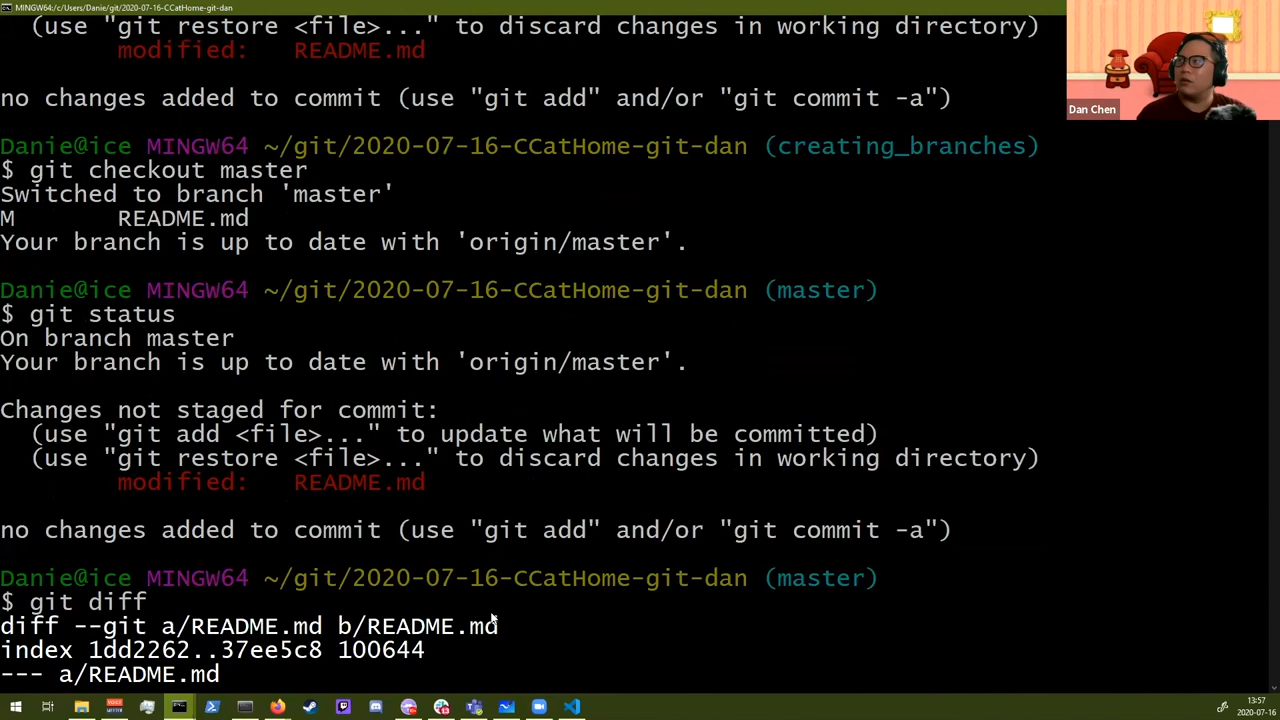 MINGW64:/c/Users/Danie/git/2020-07-16-CCatHome-git-dan
(use "git restore <file>..." to discard changes in working directory)
modified: README.md
no changes added to commit (use "git add" and/or "git commit -a")
Danie@ice MINGW64 ~/git/2020-07-16-CCatHome-git-dan (creating_branches)
$ git checkout master
Switched to branch 'master'
M README.md
Your branch is up to date with 'origin/master'.
Danie@ice MINGW64 ~/git/2020-07-16-CCatHome-git-dan (master)
$ git status
On branch master
Your branch is up to date with 'origin/master'.
Changes not staged for commit:
(use "git add <file>..." to update what will be committed)
(use "git restore <file>..." to discard changes in working directory)
modified: README.md
no changes added to commit (use "git add" and/or "git commit -a")
Danie@ice MINGW64 ~/git/2020-07-16-CCatHome-git-dan (master)
$ git diff
diff --git a/README.md b/README.md
index 1dd2262..37ee5c8 100644
--- a/README.md
Dan Chen
13:57
2020-07-16